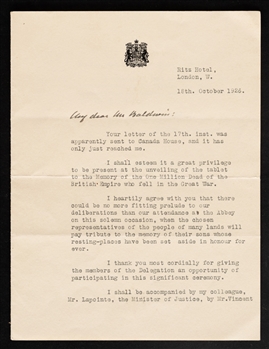 Ritz Hotel,
London, W.
18th. October 1926.
My dear Mr Baldwin:
Your letter of the 17th. inst. was
apparently sent to Canada House, and it has
only just reached me.
I shall esteem it a great privilege
to be present at the unveiling of the tablet
to the Memory of the One Million Dead of the
British Empire who fell in the Great War.
I heartily agree with you that there
could be no more fitting prelude to our
deliberations than our attendance at the Abbey
on this solemn occasion, when the chosen
representatives of the people of many lands will
pay tribute to the memory of their sons whose
resting-places have been set aside in honour for
ever.
I thank you most cordially for giving
the members of the Delegation an opportunity of
participating in this significant ceremony.
I shall be accompanied by my colleague,
Mr. Lapointe, the Minister of Justice, by Mr. Vincent